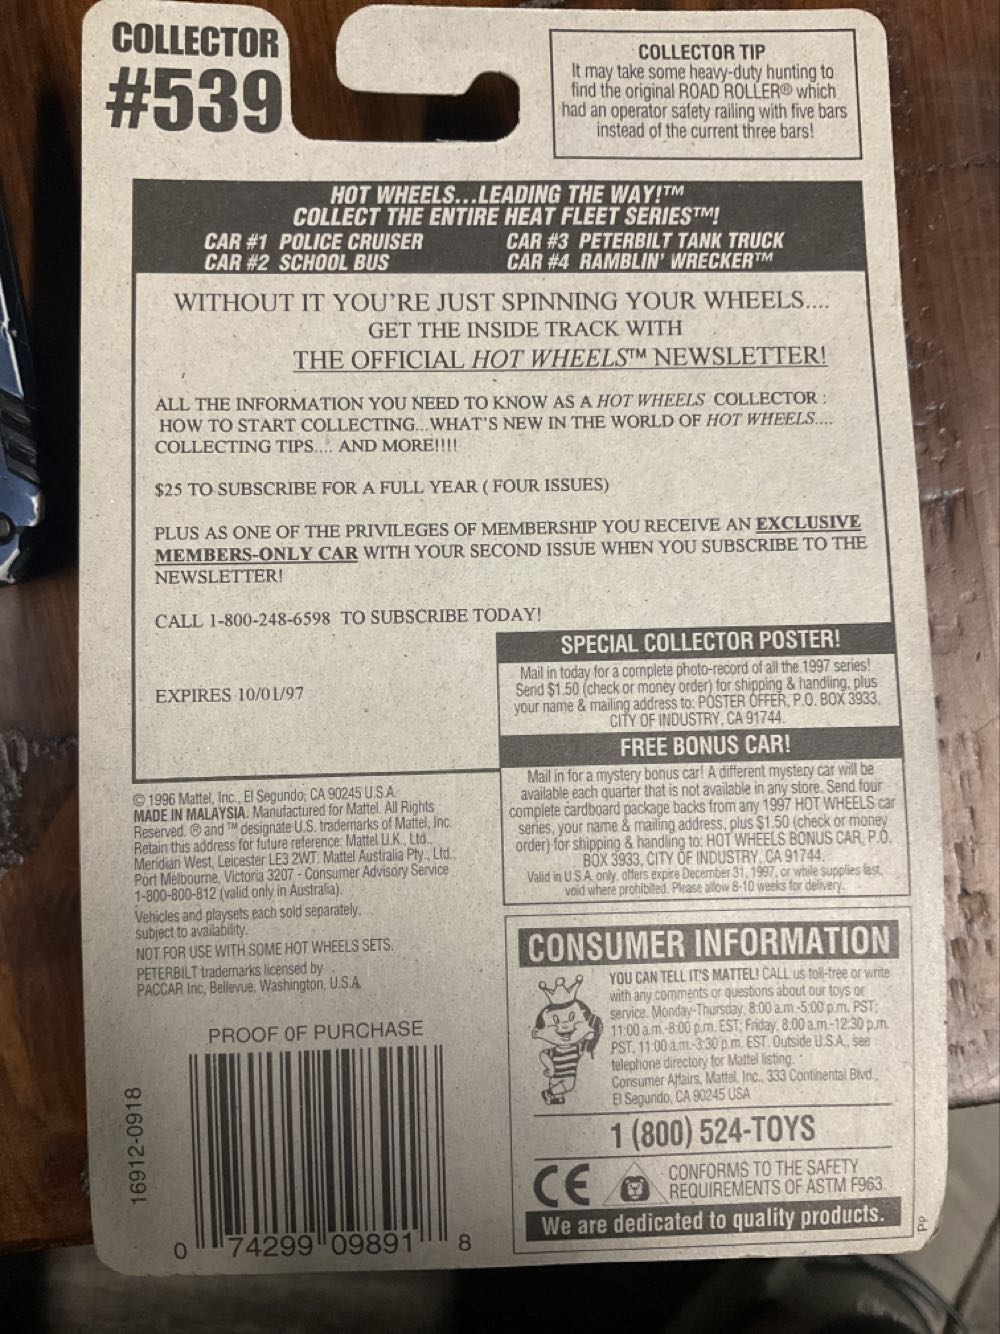 COLLECTOR
#539
COLLECTOR TIP
It may take some heavy-duty hunting to
find the original ROAD ROLLER® which
had an operator safety railing with five bars
instead of the current three bars!
HOT WHEELS...LEADING THE WAY!™
COLLECT THE ENTIRE HEAT FLEET SERIES™!
CAR #1 POLICE CRUISER CAR #3 PETERBILT TANK TRUCK
CAR #2 SCHOOL BUS CAR #4 RAMBLIN' WRECKER™
WITHOUT IT YOU'RE JUST SPINNING YOUR WHEELS....
GET THE INSIDE TRACK WITH
THE OFFICIAL HOT WHEELS™ NEWSLETTER!
ALL THE INFORMATION YOU NEED TO KNOW AS A HOT WHEELS COLLECTOR :
HOW TO START COLLECTING...WHAT'S NEW IN THE WORLD OF HOT WHEELS....
COLLECTING TIPS.... AND MORE!!!!
$25 TO SUBSCRIBE FOR A FULL YEAR ( FOUR ISSUES)
PLUS AS ONE OF THE PRIVILEGES OF MEMBERSHIP YOU RECEIVE AN EXCLUSIVE
MEMBERS-ONLY CAR WITH YOUR SECOND ISSUE WHEN YOU SUBSCRIBE TO THE
NEWSLETTER!
CALL 1-800-248-6598 TO SUBSCRIBE TODAY!
EXPIRES 10/01/97
SPECIAL COLLECTOR POSTER!
Mail in today for a complete photo-record of all the 1997 series!
Send $1.50 (check or money order) for shipping & handling, plus
your name & mailing address to: POSTER OFFER, P.O. BOX 3933,
CITY OF INDUSTRY, CA 91744.
FREE BONUS CAR!
Mail in for a mystery bonus car! A different mystery car will be
available each quarter that is not available in any store. Send four
complete cardboard package backs from any 1997 HOT WHEELS car
series, your name & mailing address, plus $1.50 (check or money
order) for shipping & handling to: HOT WHEELS BONUS CAR, P.O.
BOX 3933, CITY OF INDUSTRY, CA 91744.
Valid in U.S.A. only, offers expire December 31, 1997, or while supplies last,
void where prohibited. Please allow 8-10 weeks for delivery.
© 1996 Mattel, Inc., El Segundo, CA 90245 U.S.A.
MADE IN MALAYSIA. Manufactured for Mattel. All Rights
Reserved. ® and ™ designate U.S. trademarks of Mattel, Inc.
Retain this address for future reference: Mattel U.K., Ltd.,
Meridian West, Leicester LE3 2WT. Mattel Australia Pty., Ltd.,
Port Melbourne, Victoria 3207 - Consumer Advisory Service
1-800-800-812 (valid only in Australia).
Vehicles and playsets each sold separately,
subject to availability.
NOT FOR USE WITH SOME HOT WHEELS SETS.
PETERBILT trademarks licensed by
PACCAR Inc, Bellevue, Washington, U.S.A.
PROOF OF PURCHASE
16912-0918
0 74299 09891 8
CONSUMER INFORMATION
YOU CAN TELL IT'S MATTEL! CALL us toll-free or write
with any comments or questions about our toys or
service. Monday-Thursday, 8:00 a.m.-5:00 p.m. PST;
11:00 a.m.-8:00 p.m. EST; Friday, 8:00 a.m.-12:30 p.m.
PST, 11:00 a.m.-3:30 p.m. EST. Outside U.S.A., see
telephone directory for Mattel listing.
Consumer Affairs, Mattel, Inc., 333 Continental Blvd.,
El Segundo, CA 90245 USA
1 (800) 524-TOYS
CE
CONFORMS TO THE SAFETY
REQUIREMENTS OF ASTM F963.
We are dedicated to quality products.
PP